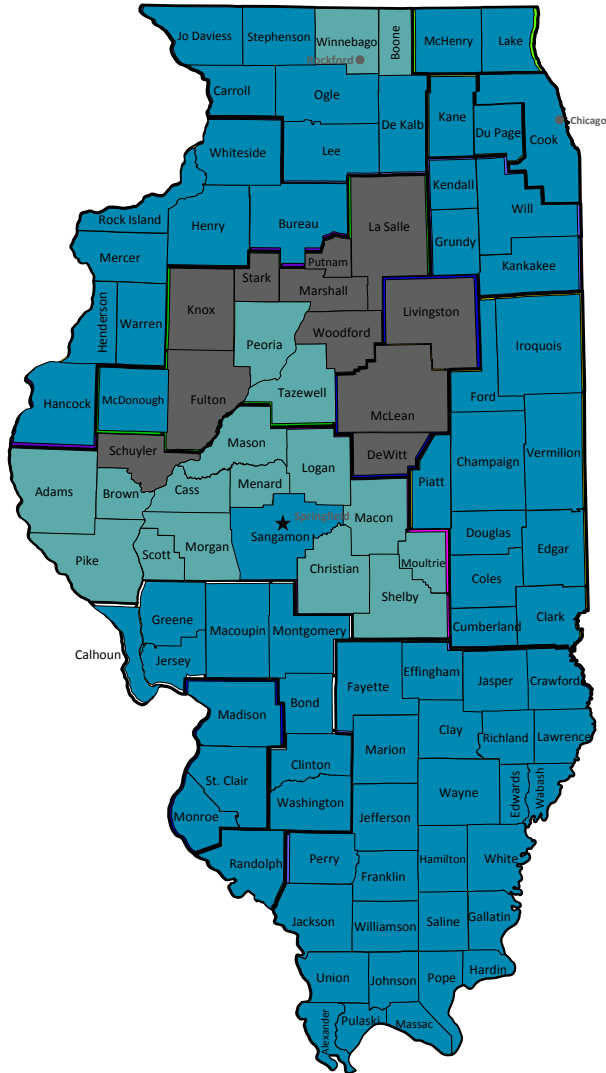 Jo Daviess
Stephenson
Winnebago
Boone
McHenry
Lake
Rockford
Carroll
Ogle
De Kalb
Kane
Du Page
Cook
Chicago
Whiteside
Lee
Kendall
Will
Rock Island
Henry
Bureau
La Salle
Grundy
Kankakee
Mercer
Putnam
Stark
Marshall
Henderson
Warren
Knox
Peoria
Woodford
Livingston
Iroquois
Hancock
McDonough
Fulton
Tazewell
McLean
Ford
Schuyler
Mason
Logan
DeWitt
Champaign
Vermilion
Adams
Brown
Cass
Menard
Macon
Piatt
Springfield
Sangamon
Pike
Scott
Morgan
Christian
Moultrie
Douglas
Edgar
Shelby
Coles
Greene
Macoupin
Montgomery
Cumberland
Clark
Calhoun
Jersey
Fayette
Effingham
Jasper
Crawford
Madison
Bond
Clay
Richland
Lawrence
Marion
St. Clair
Clinton
Wayne
Edwards
Wabash
Monroe
Washington
Jefferson
Randolph
Perry
Franklin
Hamilton
White
Jackson
Williamson
Saline
Gallatin
Union
Johnson
Pope
Hardin
Alexander
Pulaski
Massac